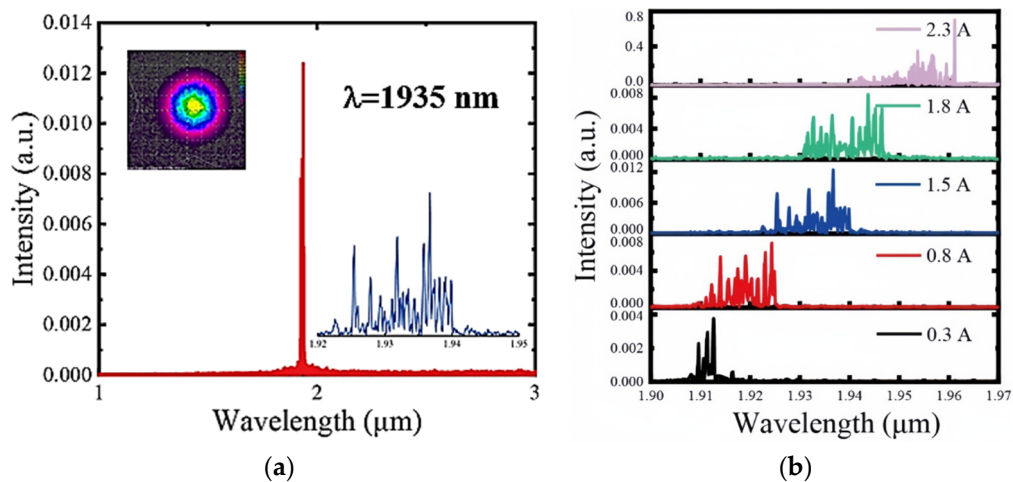 0.014
0.012
0.010
0.008
0.006
0.004
0.002
0.000
Intensity (a.u.)
λ=1935 nm
1.92 1.93 1.94 1.95
1 2 3
Wavelength (μm)
(a)
0.8
0.4
0.0
2.3 A
0.008
0.004
0.000
1.8 A
0.012
0.006
0.000
1.5 A
0.008
0.004
0.000
0.8 A
0.004
0.002
0.000
0.3 A
Intensity (a.u.)
1.90 1.91 1.92 1.93 1.94 1.95 1.96 1.97
Wavelength (μm)
(b)